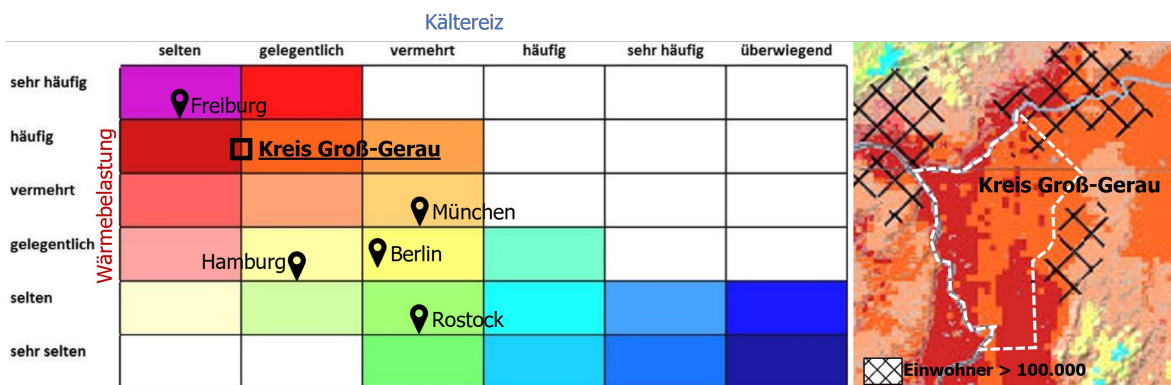 Kältereiz
selten gelegentlich vermehrt häufig sehr häufig überwiegend
Wärmebelastung
sehr häufig
Freiburg
häufig
Kreis Groß-Gerau
vermehrt
München
gelegentlich
Hamburg
Berlin
selten
Rostock
sehr selten
Kreis Groß-Gerau
Einwohner > 100.000